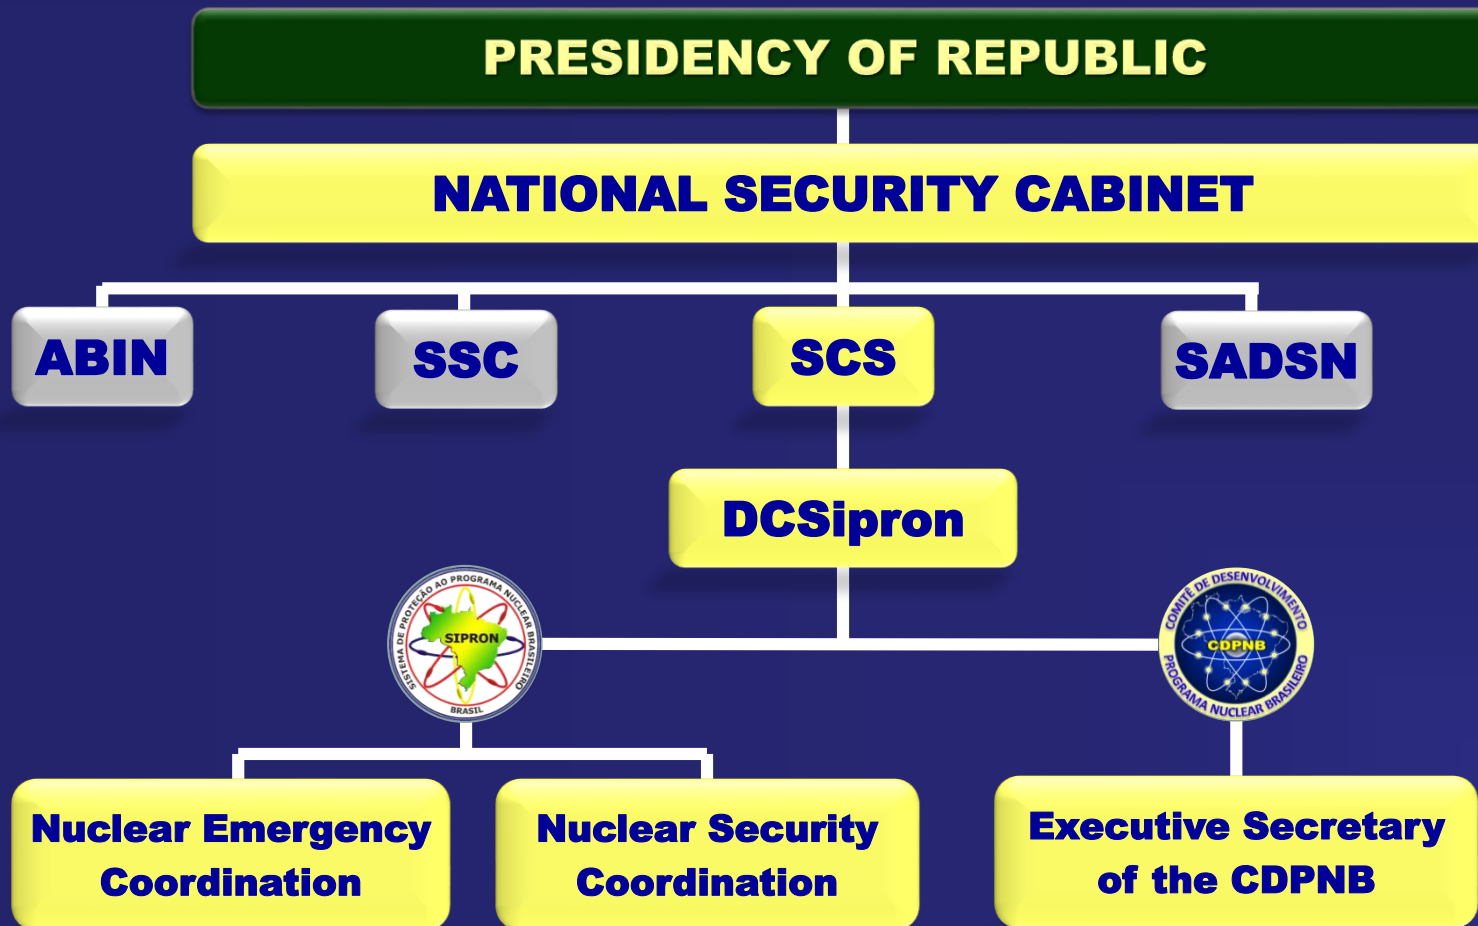 PRESIDENCY OF REPUBLIC
NATIONAL SECURITY CABINET
ABIN
SSC
SCS
SADSN
DCSipron
SISTEMA DE PROTEÇÃO AO PROGRAMA NUCLEAR BRASILEIRO
SIPRON
BRASIL
COMITÊ DE DESENVOLVIMENTO
CDPNB
PROGRAMA NUCLEAR BRASILEIRO
Nuclear Emergency
Coordination
Nuclear Security
Coordination
Executive Secretary
of the CDPNB